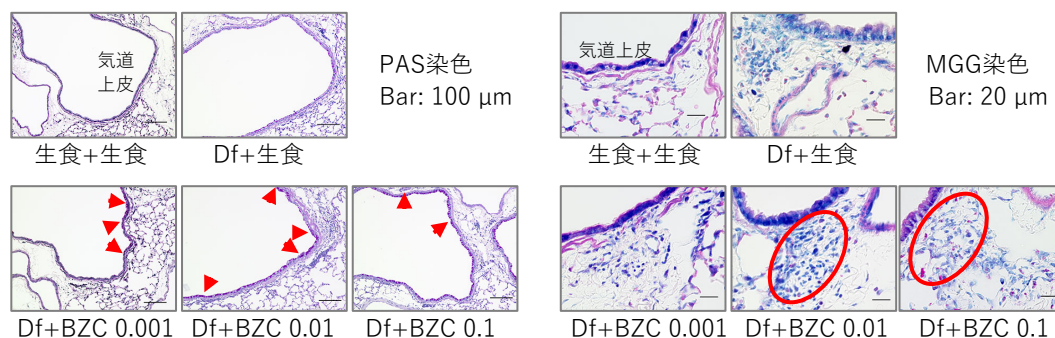 気道
上皮
PAS染色
Bar: 100 μm
生食+生食
Df+生食
Df+BZC 0.001
Df+BZC 0.01
Df+BZC 0.1
気道上皮
MGG染色
Bar: 20 μm
生食+生食
Df+生食
Df+BZC 0.001
Df+BZC 0.01
Df+BZC 0.1